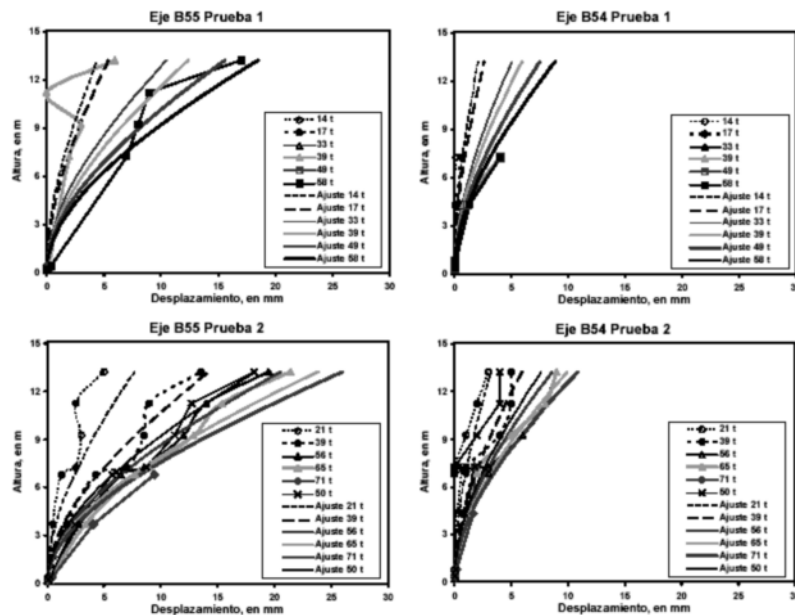 Eje B55 Prueba 1
15
12
9
6
3
0
Altura, en m
14 t
17 t
33 t
39 t
49 t
58 t
Ajuste 14 t
Ajuste 17 t
Ajuste 33 t
Ajuste 39 t
Ajuste 49 t
Ajuste 58 t
0 5 10 15 20 25 30
Desplazamiento, en mm
Eje B54 Prueba 1
15
12
9
6
3
0
Altura, en m
14 t
17 t
33 t
39 t
49 t
58 t
Ajuste 14 t
Ajuste 17 t
Ajuste 33 t
Ajuste 39 t
Ajuste 49 t
Ajuste 58 t
0 5 10 15 20 25 30
Desplazamiento, en mm
Eje B55 Prueba 2
15
12
9
6
3
0
Altura, en m
21 t
39 t
56 t
65 t
71 t
50 t
Ajuste 21 t
Ajuste 39 t
Ajuste 56 t
Ajuste 65 t
Ajuste 71 t
Ajuste 50 t
0 5 10 15 20 25 30
Desplazamiento, en mm
Eje B54 Prueba 2
15
12
9
6
3
0
Altura, en m
21 t
39 t
56 t
65 t
71 t
50 t
Ajuste 21 t
Ajuste 39 t
Ajuste 56 t
Ajuste 65 t
Ajuste 71 t
Ajuste 50 t
0 5 10 15 20 25 30
Desplazamiento, en mm